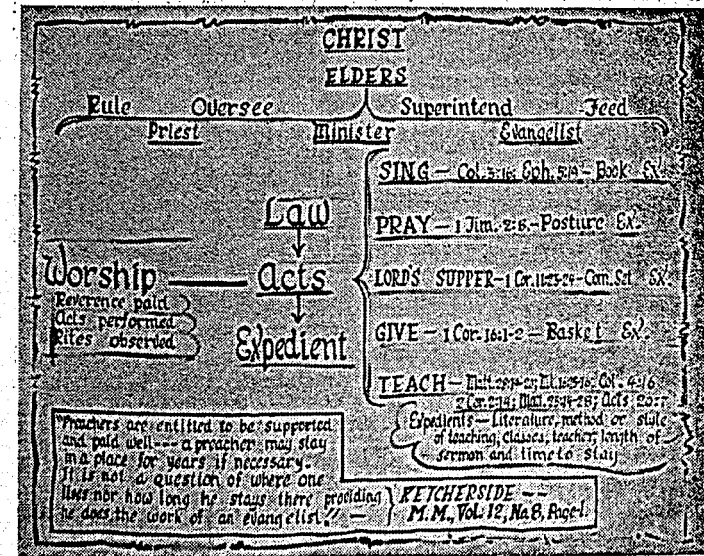 CHRIST
ELDERS
Rule Oversee Superintend Feed
Priest Minister Evangelist
SING — Col. 3:16; Eph. 5:19 — Book Ex'.
Law
PRAY — 1 Tim. 2:8. — Posture Ex'.
Worship — Acts
LORD'S SUPPER — 1 Cor. 11:23-29 — Com. Set Ex'.
Reverence paid
Acts performed
Rites observed
Expedient
GIVE — 1 Cor. 16:1-2 — Basket Ex'.
TEACH — Col. 4:16
Acts 20:7
Expedients — Literature, method or style
of teaching, classes, teacher, length of
sermon and time to stay
"Preachers are entitled to be supported
and paid well --- a preacher may stay
in a place for years if necessary.
It is not a question of where one
lives nor how long he stays there providing
he does the work of an evangelist." —
KETCHERSIDE --
M.M., Vol. 12, No. 8, Page 1.